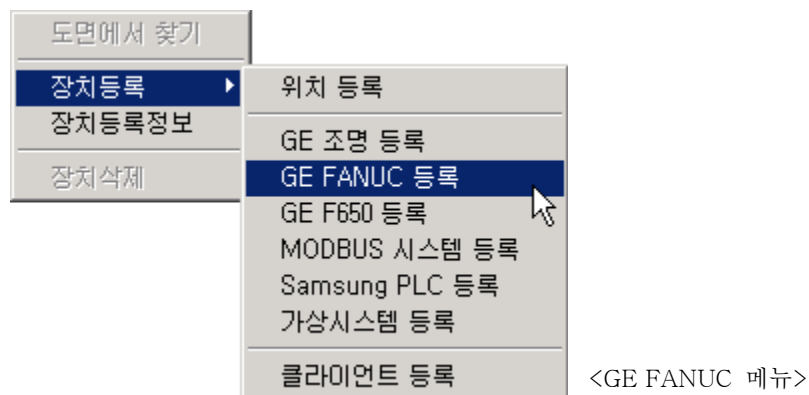 도면에서 찾기
장치등록
장치등록정보
장치삭제
위치 등록
GE 조명 등록
GE FANUC 등록
GE F650 등록
MODBUS 시스템 등록
Samsung PLC 등록
가상시스템 등록
클라이언트 등록
<GE FANUC 메뉴>